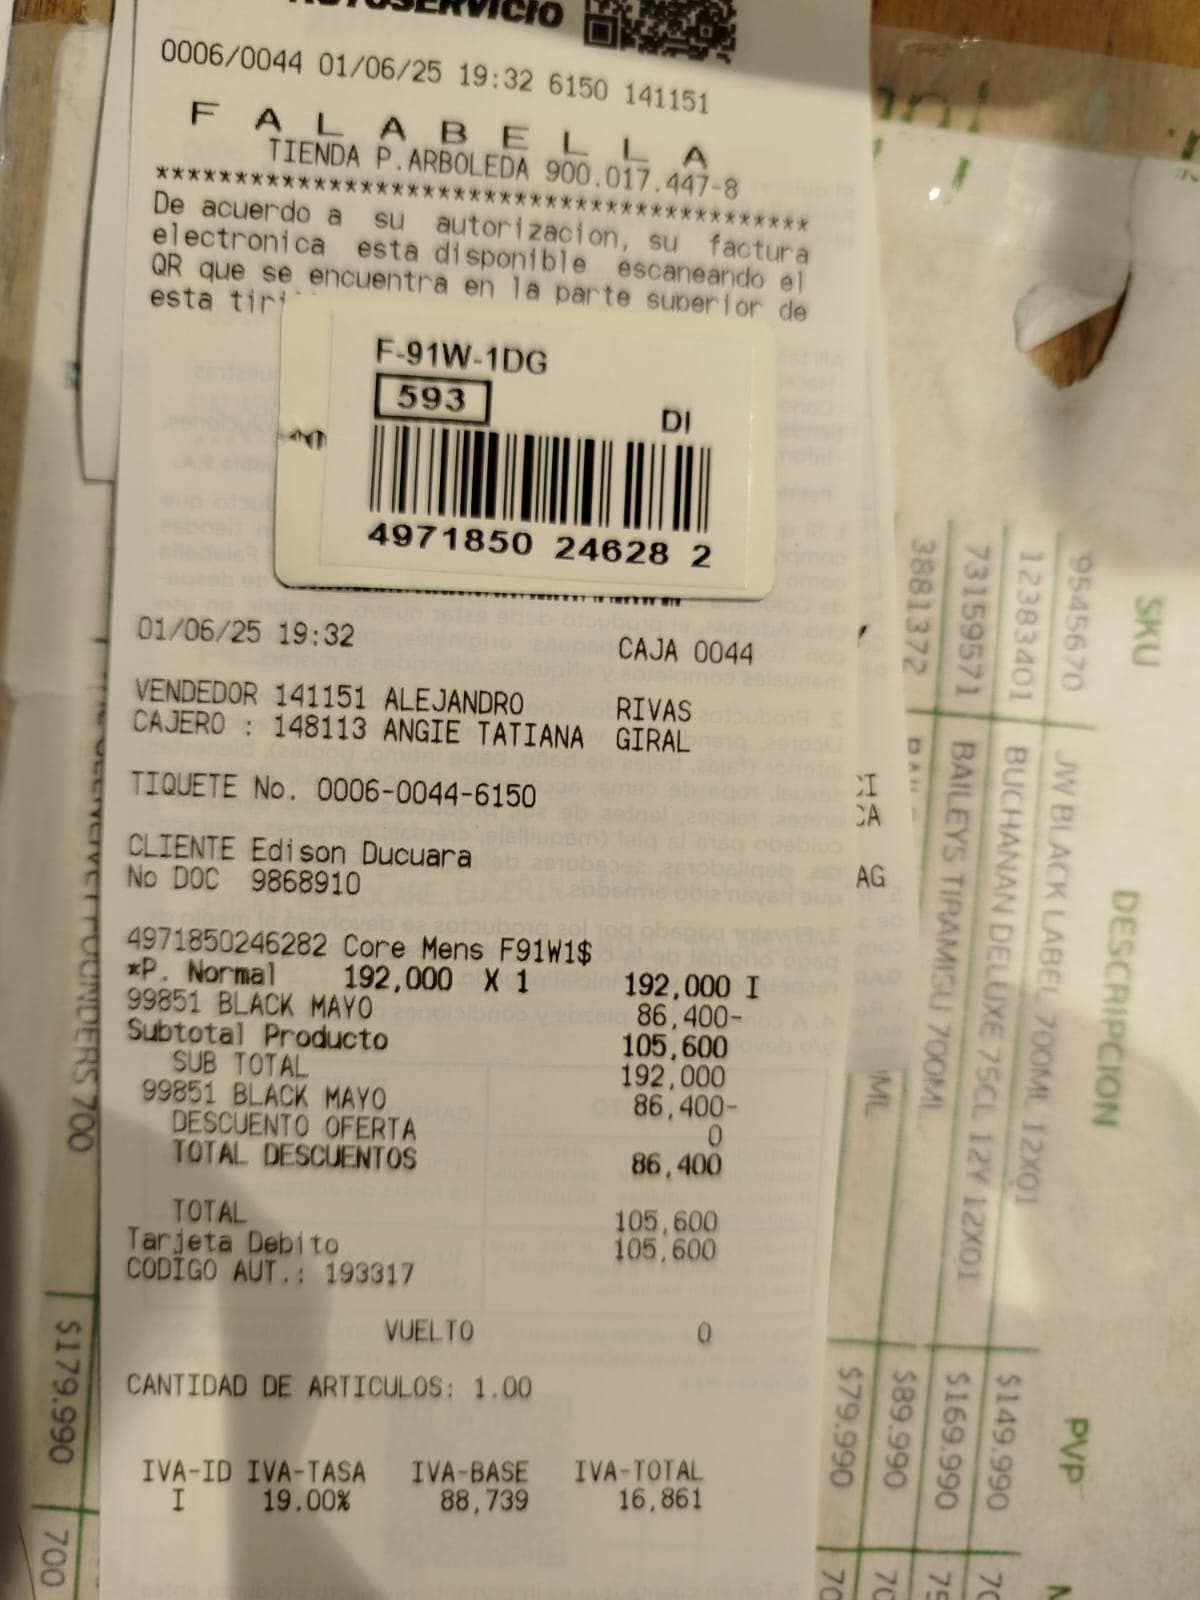 AUTOSERVICIO
0006/0044 01/06/25 19:32 6150 141151
F A L A B E L L A
TIENDA P.ARBOLEDA 900.017.447-8
*****************************************
De acuerdo a su autorizacion, su factura
electronica esta disponible escaneando el
QR que se encuentra en la parte superior de
esta
F-91W-1DG
593
DI
4971850 24628 2
01/06/25 19:32 CAJA 0044
VENDEDOR 141151 ALEJANDRO RIVAS
CAJERO : 148113 ANGIE TATIANA GIRAL
TIQUETE No. 0006-0044-6150
CLIENTE Edison Ducuara
No DOC 9868910
4971850246282 Core Mens F91W1$
*P. Normal 192,000 X 1 192,000 I
99851 BLACK MAYO 86,400-
Subtotal Producto 105,600
SUB TOTAL 192,000
99851 BLACK MAYO 86,400-
DESCUENTO OFERTA 0
TOTAL DESCUENTOS 86,400
TOTAL 105,600
Tarjeta Debito 105,600
CODIGO AUT.: 193317
VUELTO 0
CANTIDAD DE ARTICULOS: 1.00
IVA-ID IVA-TASA IVA-BASE IVA-TOTAL
I 19.00% 88,739 16,861
SKU DESCRIPCION PVP
9545670 JW BLACK LABEL 700ML 12X01 $149.990
12383401 BUCHANAN DELUXE 75CL 12Y 12X01 $169.990
73159571 BAILEYS TIRAMISU 700ML $89.990
3881372 $79.990
700 $179.990 700